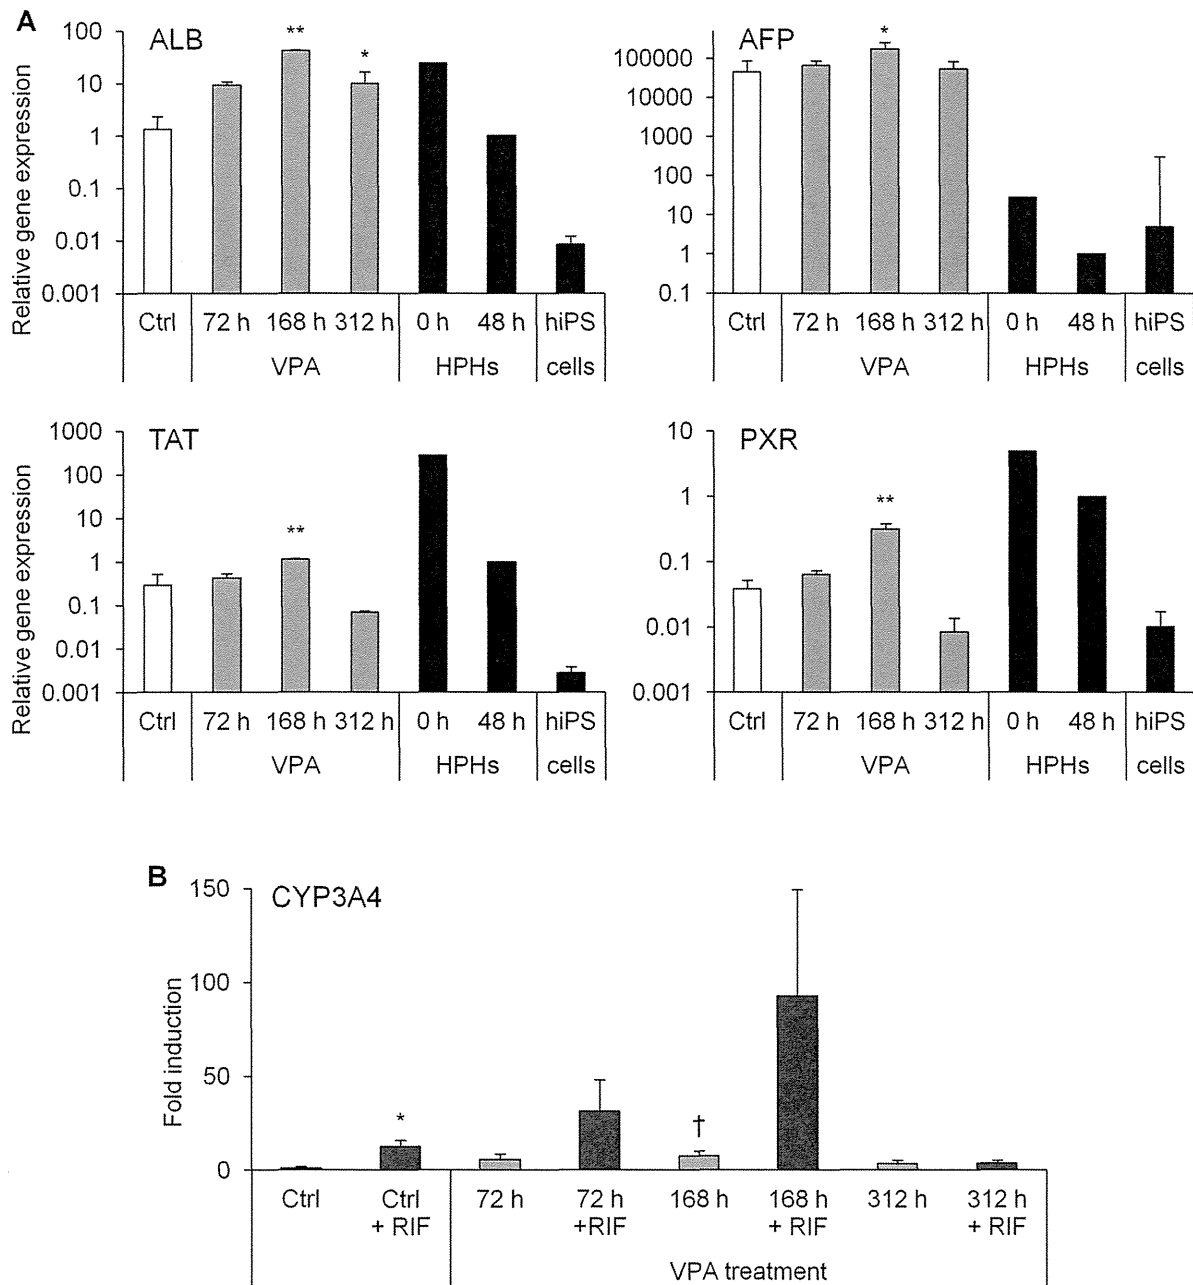 A
ALB
Relative gene expression
100
10
1
0.1
0.01
0.001
**
*
Ctrl 72 h 168 h 312 h 0 h 48 h hiPS
VPA HPHs cells
AFP
100000
10000
1000
100
10
1
0.1
*
Ctrl 72 h 168 h 312 h 0 h 48 h hiPS
VPA HPHs cells
TAT
Relative gene expression
1000
100
10
1
0.1
0.01
0.001
**
Ctrl 72 h 168 h 312 h 0 h 48 h hiPS
VPA HPHs cells
PXR
10
1
0.1
0.01
0.001
**
Ctrl 72 h 168 h 312 h 0 h 48 h hiPS
VPA HPHs cells
B
CYP3A4
Fold induction
150
100
50
0
*
†
Ctrl Ctrl 72 h 72 h 168 h 168 h 312 h 312 h
+ RIF +RIF + RIF + RIF
VPA treatment